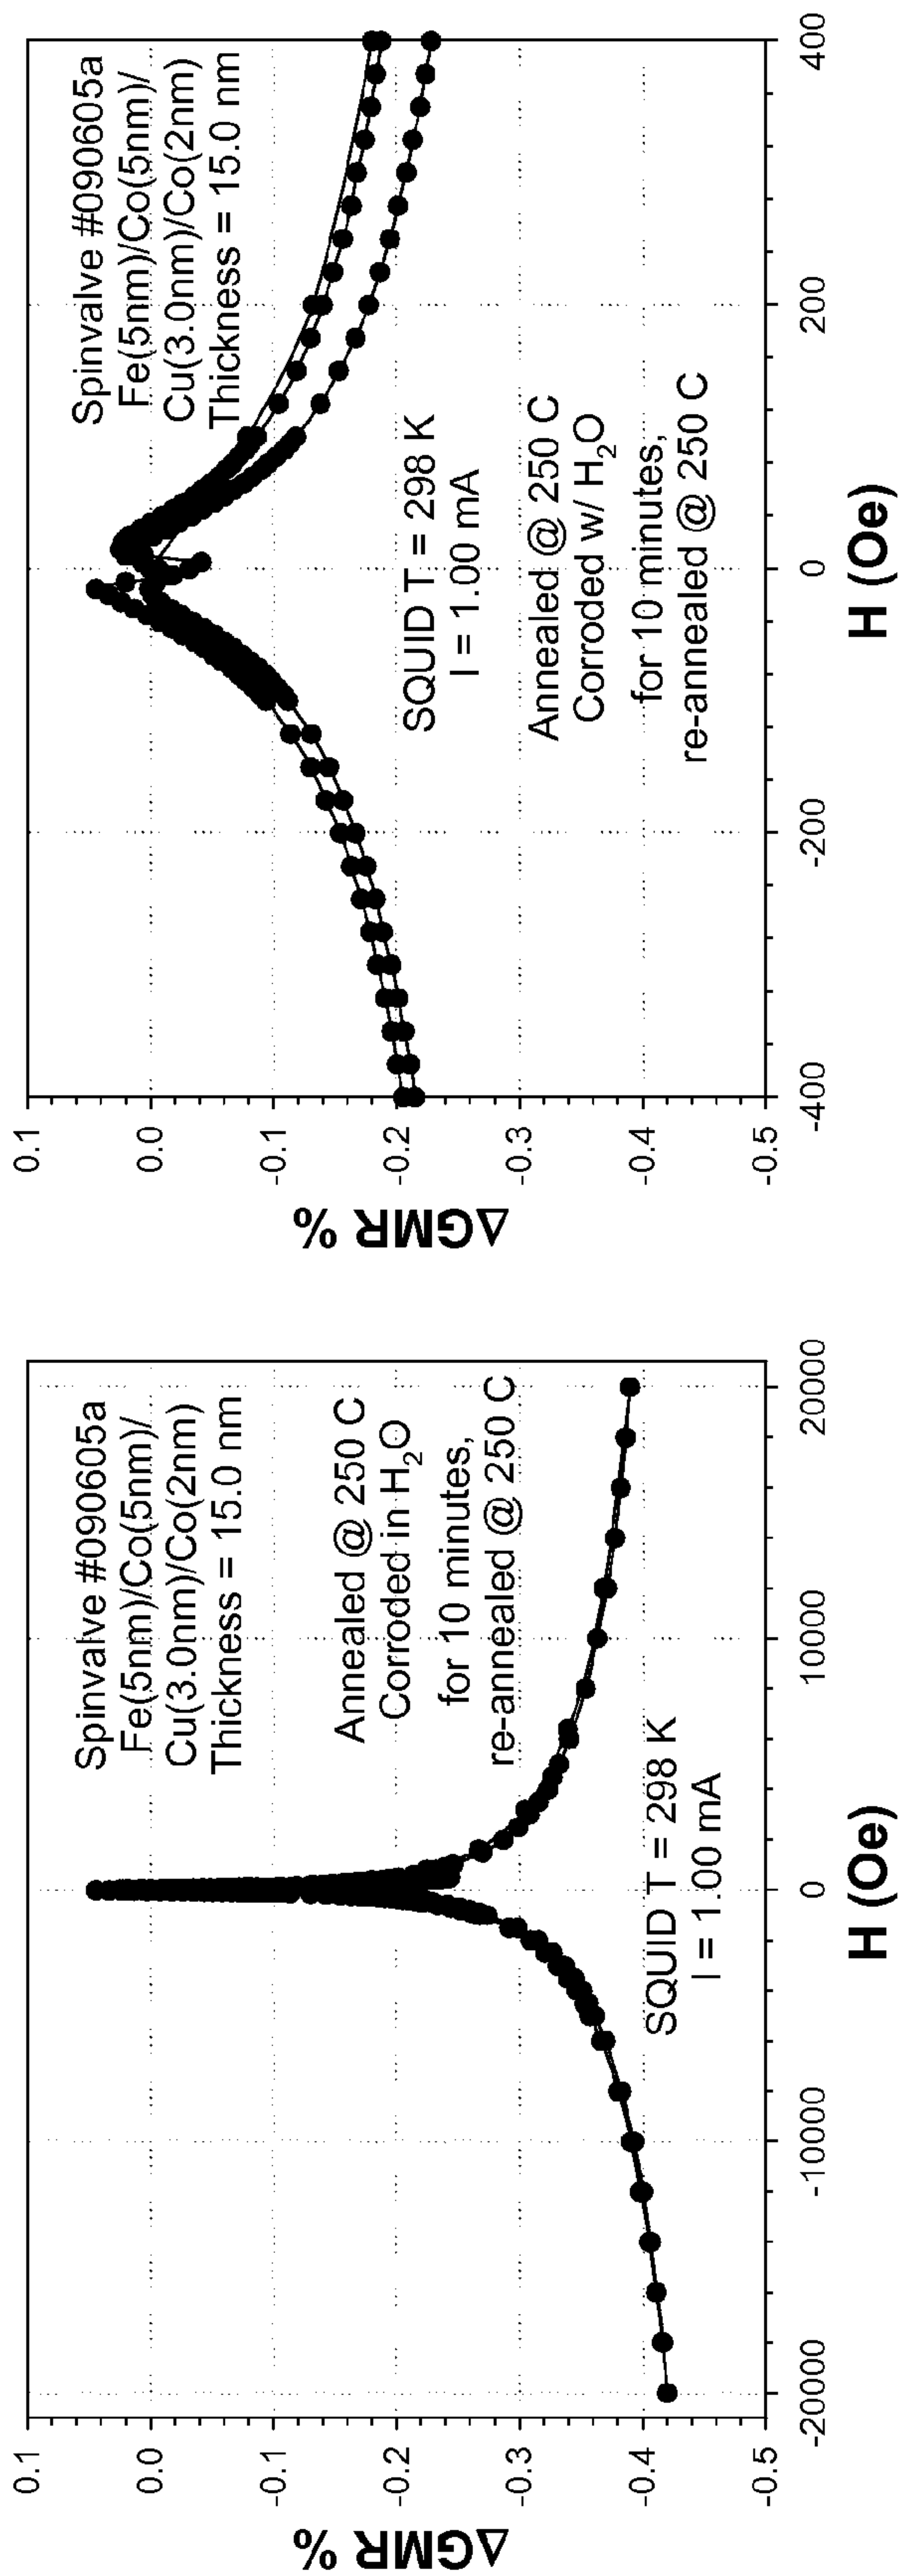 Spinvalve #090605a
Fe(5nm)/Co(5nm)/
Cu(3.0nm)/Co(2nm)
Thickness = 15.0 nm
Annealed @ 250 C
Corroded in H₂O
for 10 minutes,
re-annealed @ 250 C
SQUID T = 298 K
I = 1.00 mA
0.1
0.0
-0.1
-0.2
-0.3
-0.4
-0.5
ΔGMR %
-20000
-10000
0
10000
20000
H (Oe)
Spinvalve #090605a
Fe(5nm)/Co(5nm)/
Cu(3.0nm)/Co(2nm)
Thickness = 15.0 nm
SQUID T = 298 K
I = 1.00 mA
Annealed @ 250 C
Corroded w/ H₂O
for 10 minutes,
re-annealed @ 250 C
0.1
0.0
-0.1
-0.2
-0.3
-0.4
-0.5
ΔGMR %
-400
-200
0
200
400
H (Oe)